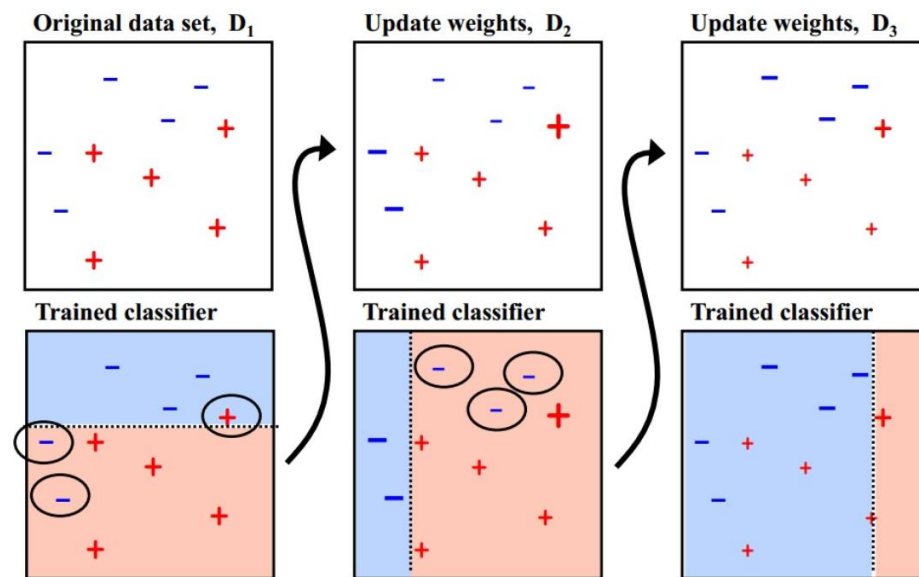 Original data set, D₁
Update weights, D₂
Update weights, D₃
Trained classifier
Trained classifier
Trained classifier